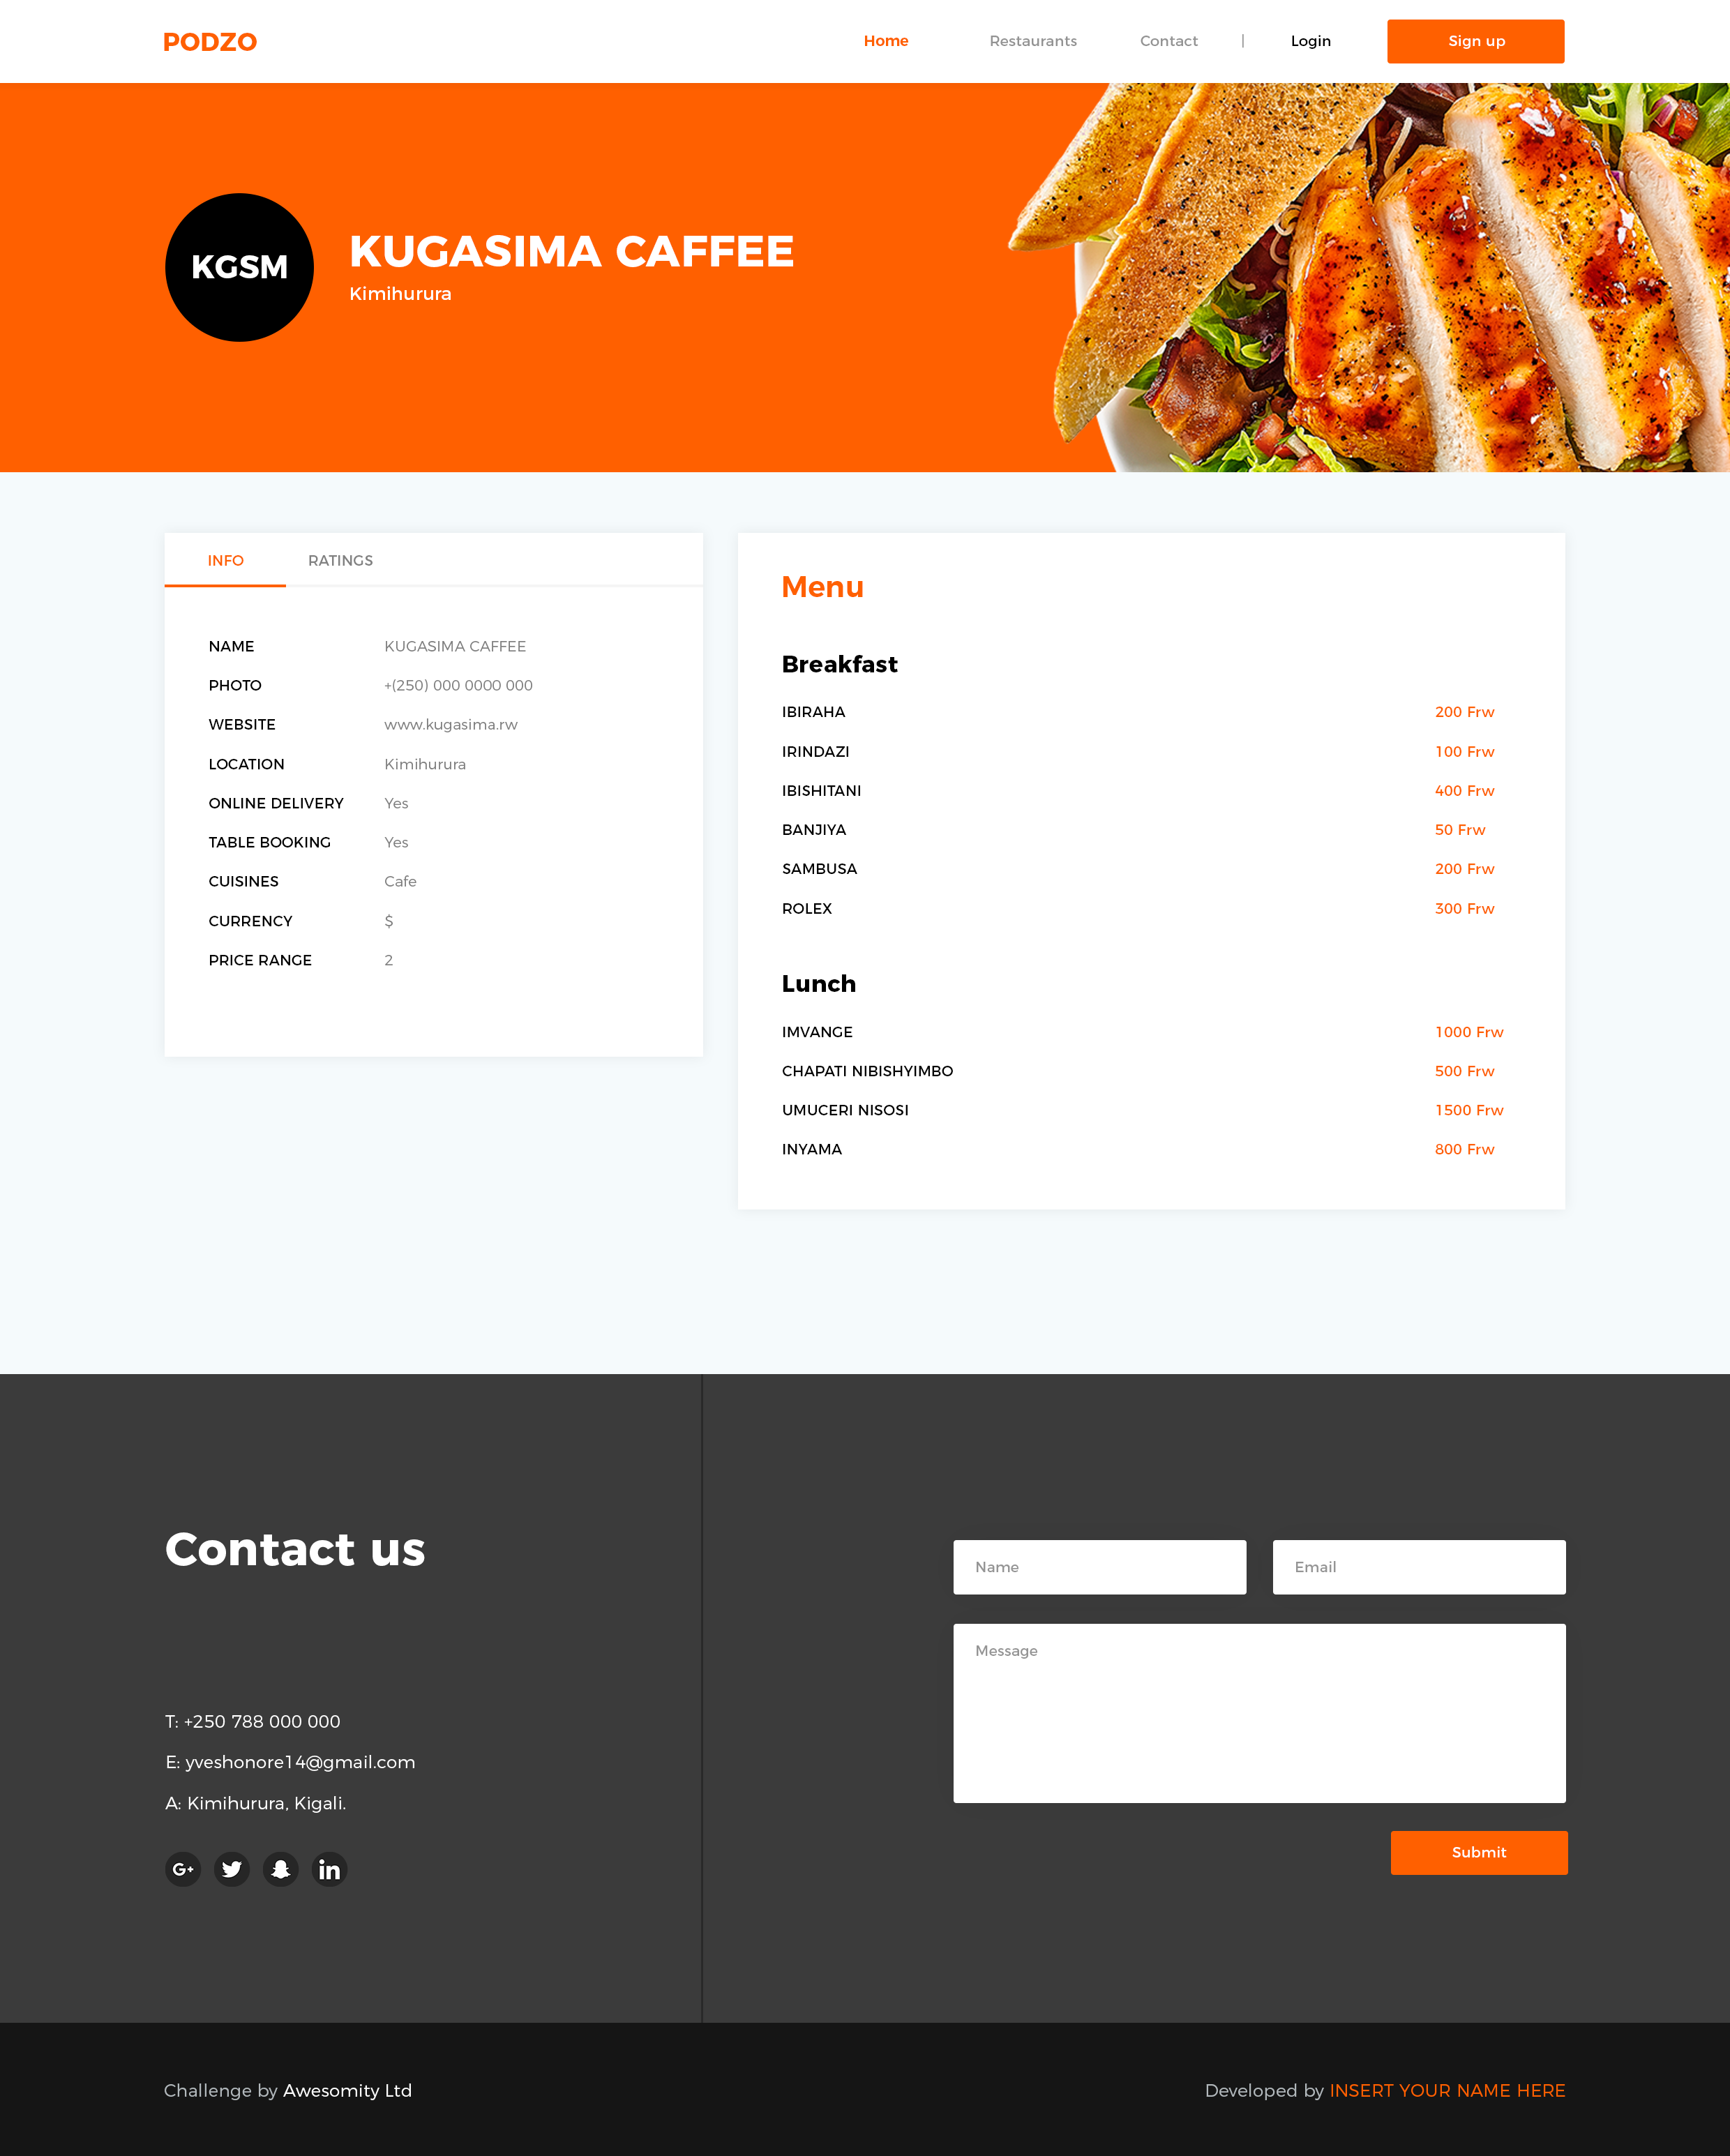 PODZO
Home Restaurants Contact | Login Sign up
KGSM
KUGASIMA CAFFEE
Kimihurura
INFO RATINGS
NAME KUGASIMA CAFFEE
PHOTO +(250) 000 0000 000
WEBSITE www.kugasima.rw
LOCATION Kimihurura
ONLINE DELIVERY Yes
TABLE BOOKING Yes
CUISINES Cafe
CURRENCY $
PRICE RANGE 2
Menu
Breakfast
IBIRAHA 200 Frw
IRINDAZI 100 Frw
IBISHITANI 400 Frw
BANJIYA 50 Frw
SAMBUSA 200 Frw
ROLEX 300 Frw
Lunch
IMVANGE 1000 Frw
CHAPATI NIBISHYIMBO 500 Frw
UMUCERI NISOSI 1500 Frw
INYAMA 800 Frw
Contact us
T: +250 788 000 000
E: yveshonore14@gmail.com
A: Kimihurura, Kigali.
G+ in
Name Email
Message
Submit
Challenge by Awesomity Ltd
Developed by INSERT YOUR NAME HERE